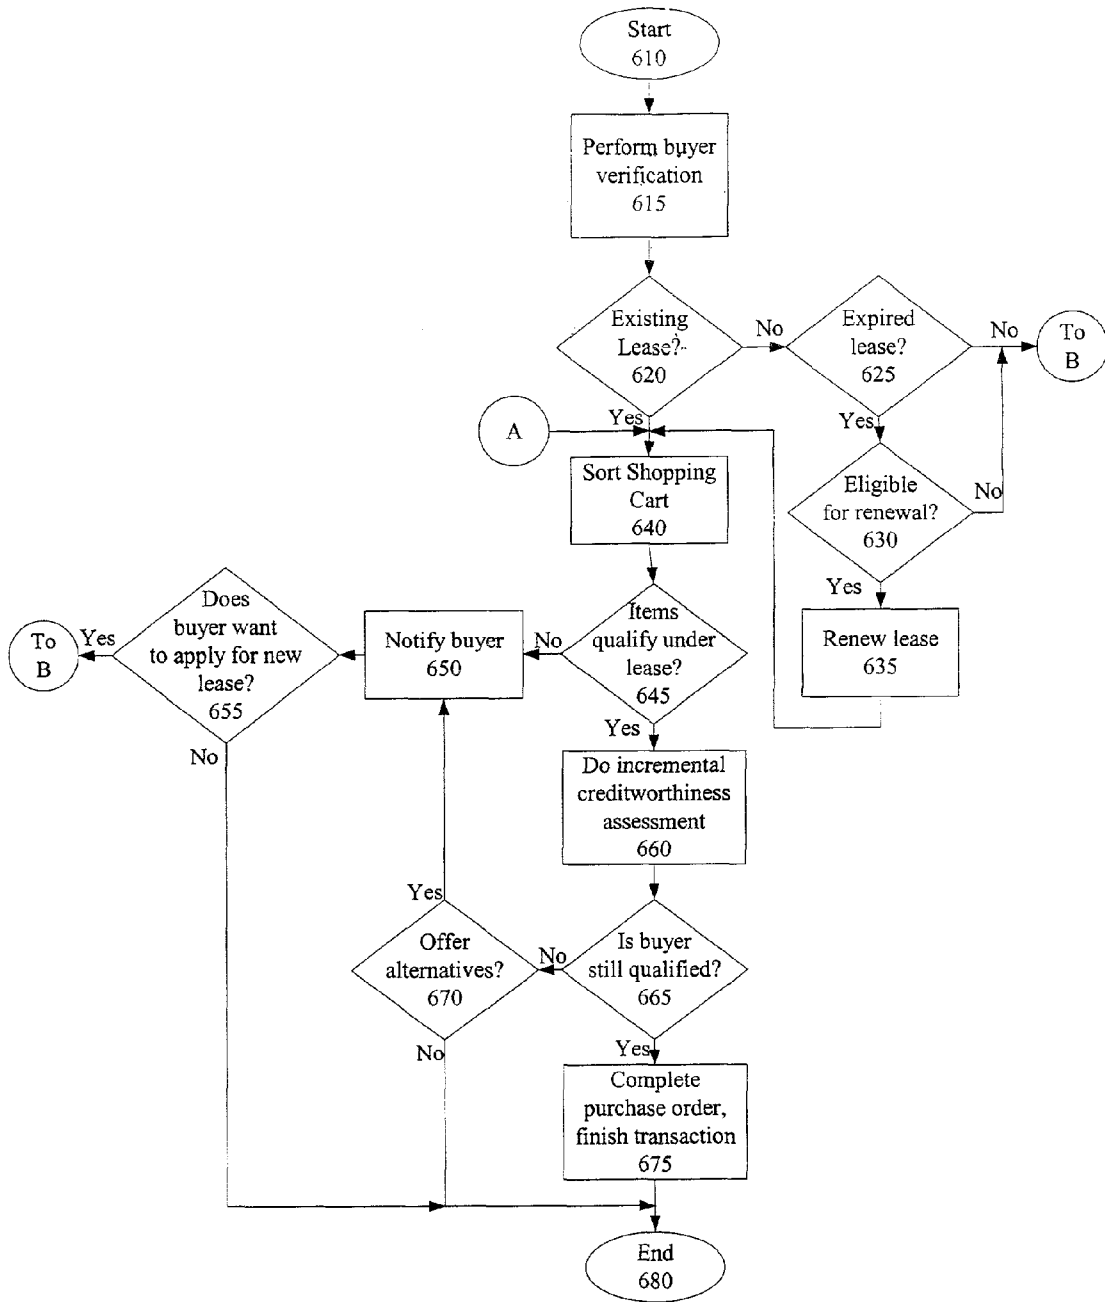 Start
610
Perform buyer
verification
615
Existing
Lease?
620
No
Expired
lease?
625
No
To
B
Yes
Yes
A
Sort Shopping
Cart
640
Eligible
for renewal?
630
No
Yes
Renew lease
635
Items
qualify under
lease?
645
No
Notify buyer
650
Does
buyer want
to apply for new
lease?
655
Yes
To
B
No
Yes
Do incremental
creditworthiness
assessment
660
Is buyer
still qualified?
665
No
Offer
alternatives?
670
Yes
No
Yes
Complete
purchase order,
finish transaction
675
End
680